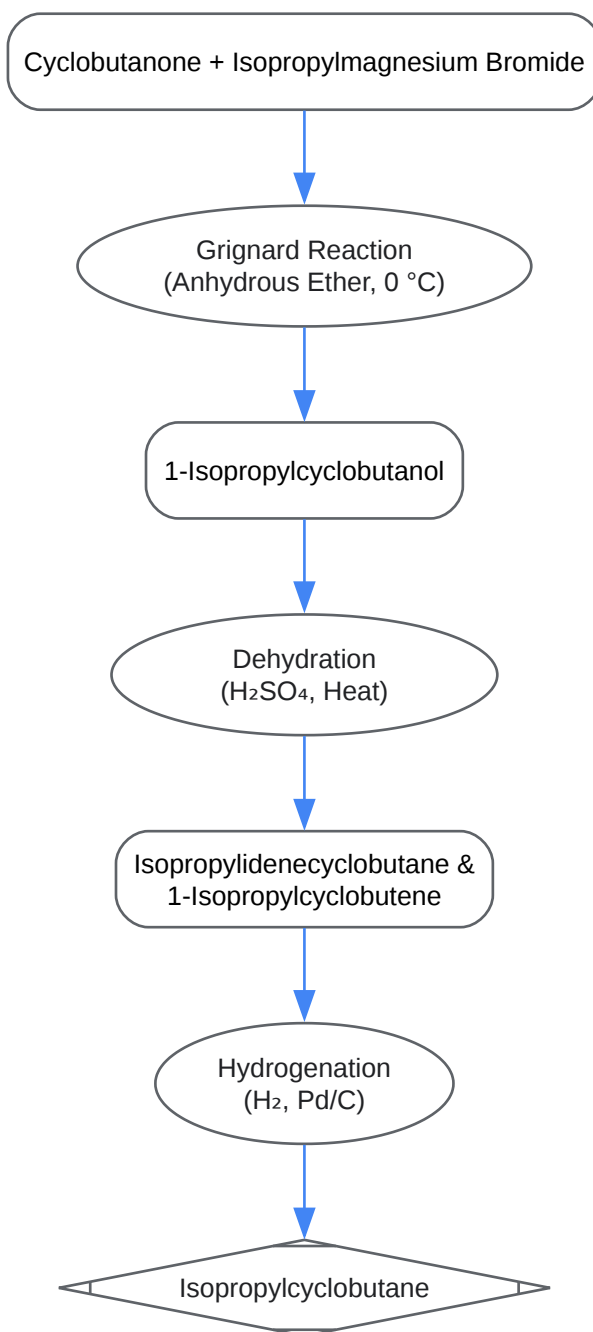 Cyclobutanone + Isopropylmagnesium Bromide
Grignard Reaction
(Anhydrous Ether, 0 °C)
1-Isopropylcyclobutanol
Dehydration
(H₂SO₄, Heat)
Isopropylidenecyclobutane &
1-Isopropylcyclobutene
Hydrogenation
(H₂, Pd/C)
Isopropylcyclobutane